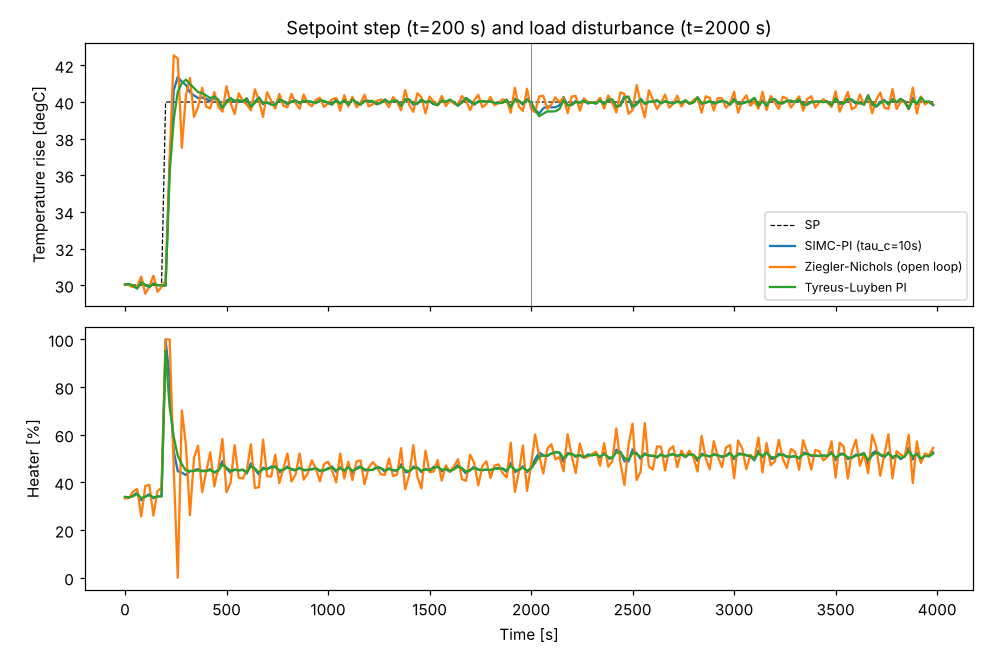 Setpoint step (t=200 s) and load disturbance (t=2000 s)
Temperature rise [degC]
42
40
38
36
34
32
30
SP
SIMC-PI (tau_c=10s)
Ziegler-Nichols (open loop)
Tyreus-Luyben PI
Heater [%]
100
80
60
40
20
0
0 500 1000 1500 2000 2500 3000 3500 4000
Time [s]